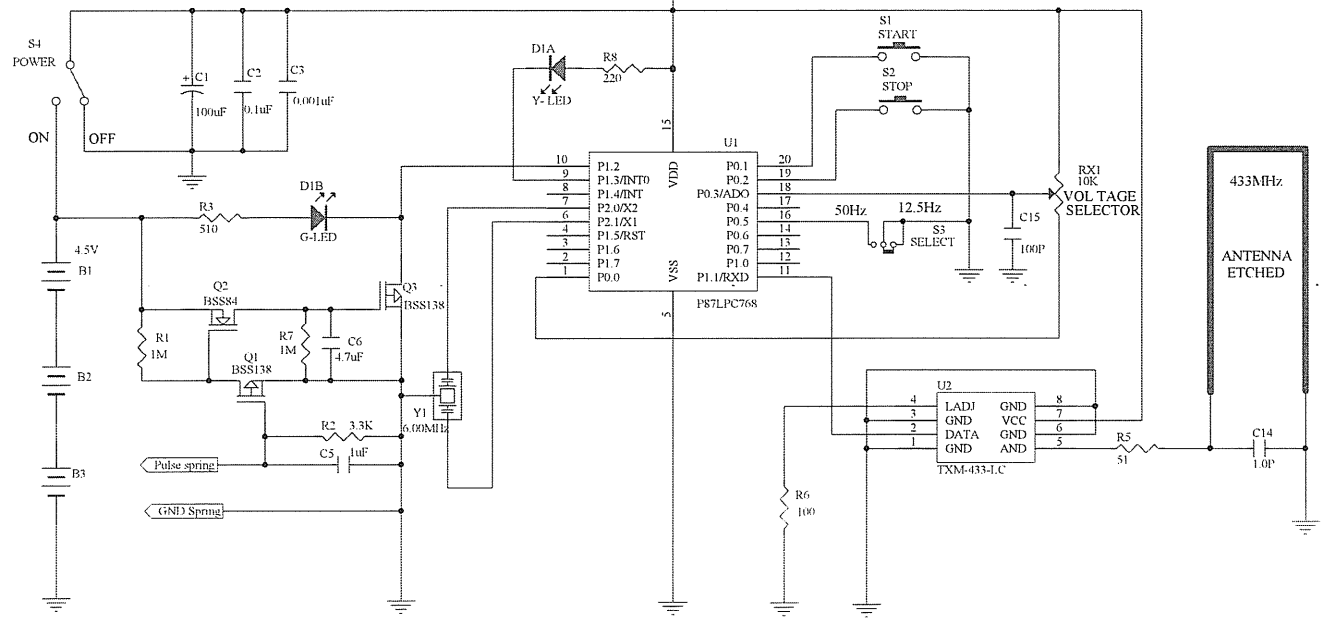 S4
POWER
ON
OFF
C1
100uF
C2
0.1uF
C3
0.001uF
D1A
Y-LED
R8
220
S1
START
S2
STOP
15
U1
VDD
VSS
5
P87LPC768
10 P1.2
9 P1.3/INT0
8 P1.4/INT
7 P2.0/X2
6 P2.1/X1
4 P1.5/RST
3 P1.6
2 P1.7
1 P0.0
P0.1 20
P0.2 19
P0.3/ADO 18
P0.4 17
P0.5 16
P0.6 14
P0.7 13
P1.0 12
P1.1/RXD 11
50Hz
12.5Hz
S3
SELECT
C15
100P
RX1
10K
VOL TAGE
SELECTOR
433MHz
ANTENNA
ETCHED
D1B
G-LED
R3
510
4.5V
B1
B2
B3
Q2
BSS84
Q3
BSS138
R1
1M
R7
1M
C6
4.7uF
Q1
BSS138
Y1
6.00MHz
R2 3.3K
C5 1uF
Pulse spring
GND Spring
U2
4 LADJ
3 GND
2 DATA
1 GND
GND 8
VCC 7
GND 6
AND 5
TXM-433-LC
R5
51
C14
1.0P
R6
100